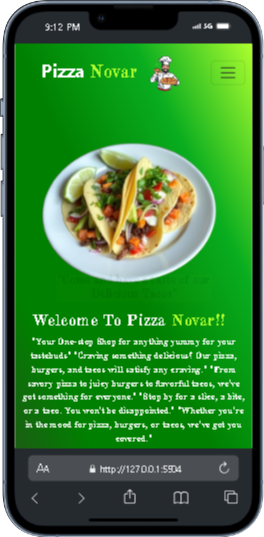 9:12 PM
5G
Pizza Novar
Delicious Tacos"
Welcome To Pizza Novar!!
"Your One-stop Shop for anything yummy for your
tastebuds" "Craving something delicious? Our pizza,
burgers, and tacos will satisfy any craving." "From
savory pizza to juicy burgers to flavorful tacos, we've
got something for everyone." "Stop by for a slice, a bite,
or a taco. You won't be disappointed." "Whether you're
in the mood for pizza, burgers, or tacos, we've got you
covered."
AA http://127.0.0.1:5504